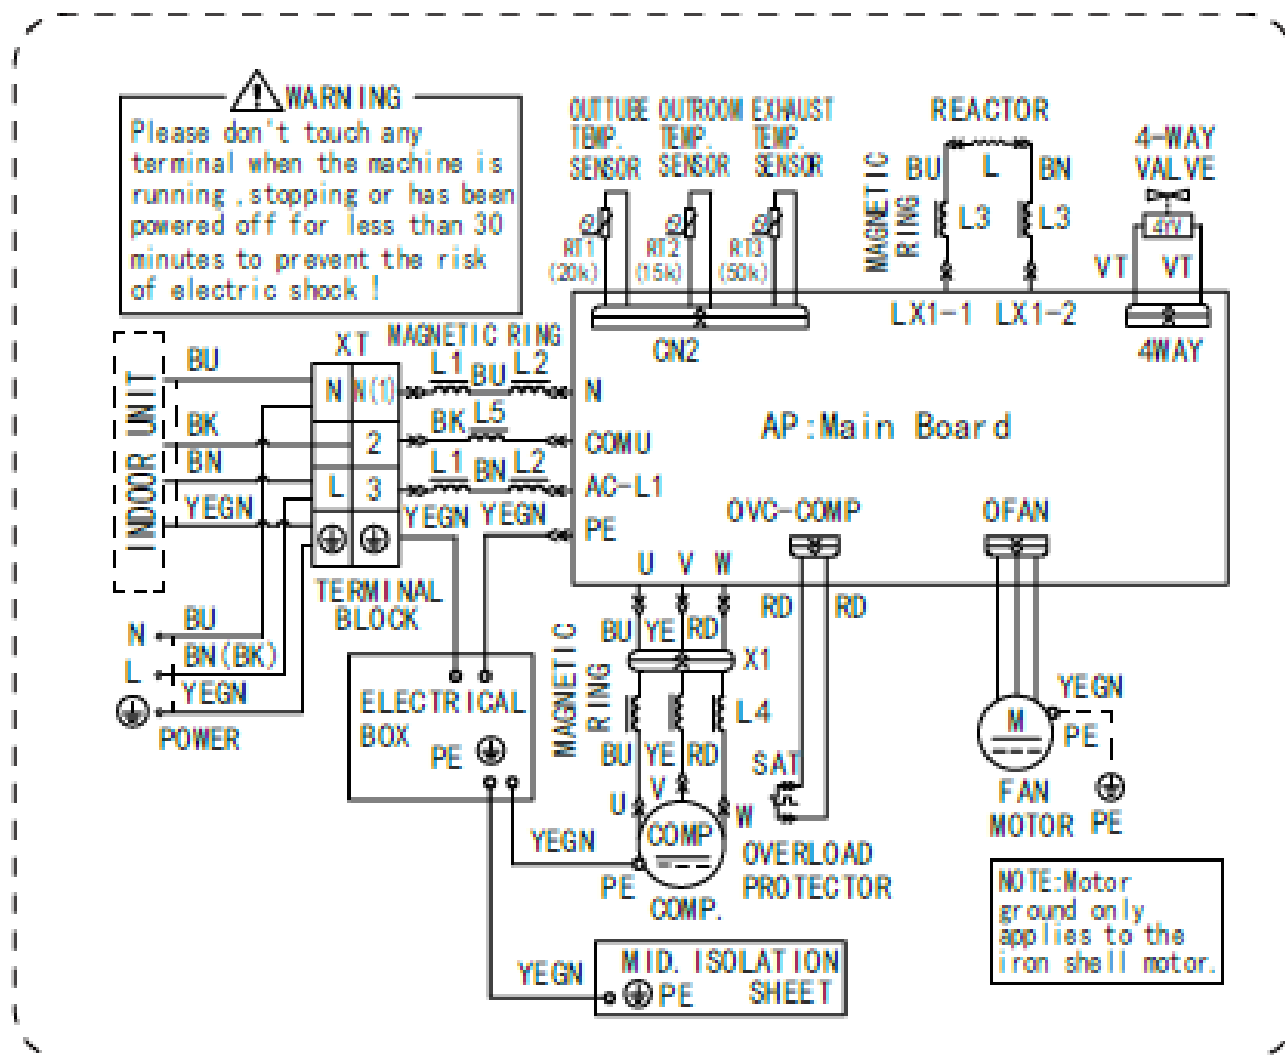 WARNING
Please don't touch any
terminal when the machine is
running ,stopping or has been
powered off for less than 30
minutes to prevent the risk
of electric shock !
OUTTUBE OUTROOM EXHAUST
TEMP. TEMP. TEMP.
SENSOR SENSOR SENSOR
RT1 RT2 RT3
(20k) (15k) (50k)
REACTOR
BU L BN
MAGNETIC
RING
L3 L3
4-WAY
VALVE
4YV
VT VT
LX1-1 LX1-2
CN2
4WAY
AP:Main Board
INDOOR UNIT
BU
BK
BN
YEGN
XT
MAGNETIC RING
N N(1)
2
L 3
L1 BU L2
N
BK L5
COMU
L1 BN L2
AC-L1
YEGN YEGN
PE
TERMINAL
BLOCK
N BU
L BN(BK)
YEGN
POWER
ELECTRICAL
BOX
PE
OVC-COMP
OFAN
U V W
RD RD
BU YE RD
X1
MAGNETIC
RING
L4
BU YE RD
U V W
COMP
PE
COMP.
YEGN
SAT
OVERLOAD
PROTECTOR
M
YEGN
PE
FAN
MOTOR PE
NOTE:Motor
ground only
applies to the
iron shell motor.
YEGN
MID. ISOLATION
PE SHEET